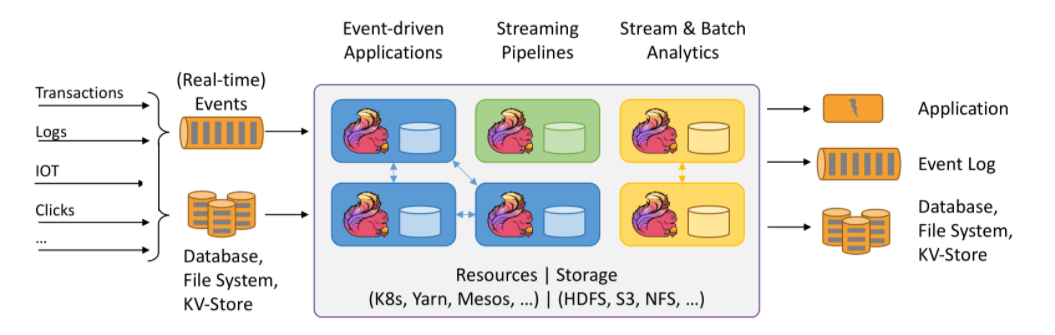 Event-driven
Applications
Streaming
Pipelines
Stream & Batch
Analytics
Transactions
Logs
IOT
Clicks
...
(Real-time)
Events
Database,
File System,
KV-Store
Resources | Storage
(K8s, Yarn, Mesos, ...) | (HDFS, S3, NFS, ...)
Application
Event Log
Database,
File System,
KV-Store